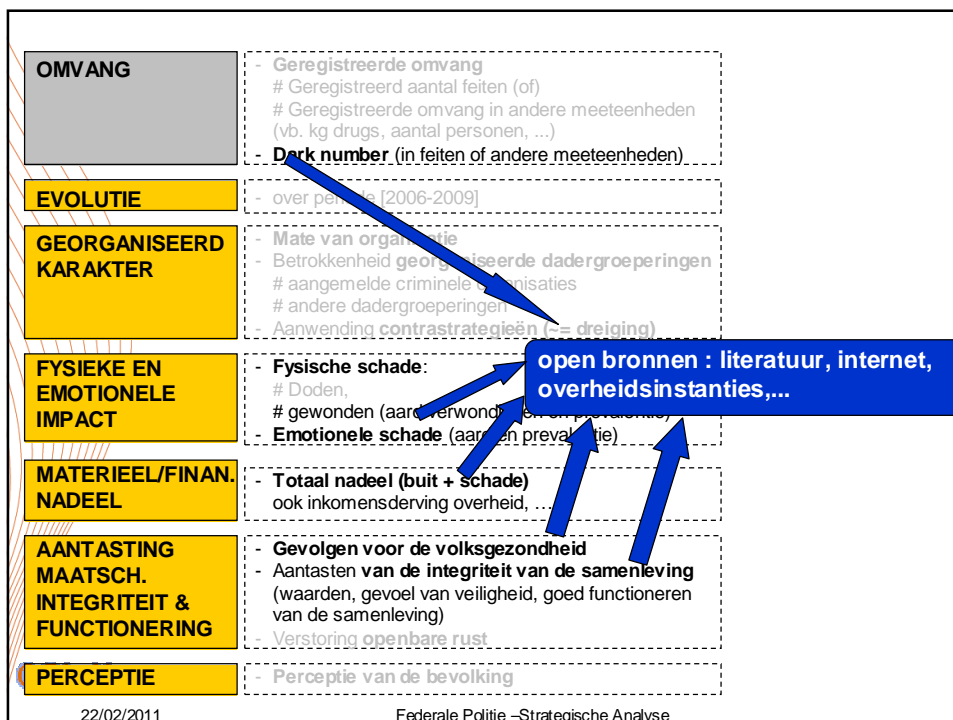 OMVANG
- Geregistreerde omvang
# Geregistreerd aantal feiten (of)
# Geregistreerde omvang in andere meeteenheden
(vb. kg drugs, aantal personen, ...)
- Dark number (in feiten of andere meeteenheden)
EVOLUTIE
- over periode [2006-2009]
GEORGANISEERD
KARAKTER
- Mate van organisatie
- Betrokkenheid georganiseerde dadergroeperingen
# aangemelde criminele organisaties
# andere dadergroeperingen
- Aanwending contrastrategieën (~= dreiging)
open bronnen : literatuur, internet,
overheidsinstanties,...
FYSIEKE EN
EMOTIONELE
IMPACT
- Fysische schade:
# Doden,
# gewonden (aard verwondingen en prevalentie)
- Emotionele schade (aard en prevalentie)
MATERIEEL/FINAN.
NADEEL
- Totaal nadeel (buit + schade)
ook inkomensderving overheid, …
AANTASTING
MAATSCH.
INTEGRITEIT &
FUNCTIONERING
- Gevolgen voor de volksgezondheid
- Aantasten van de integriteit van de samenleving
(waarden, gevoel van veiligheid, goed functioneren
van de samenleving)
- Verstoring openbare rust
PERCEPTIE
- Perceptie van de bevolking
22/02/2011
Federale Politie –Strategische Analyse